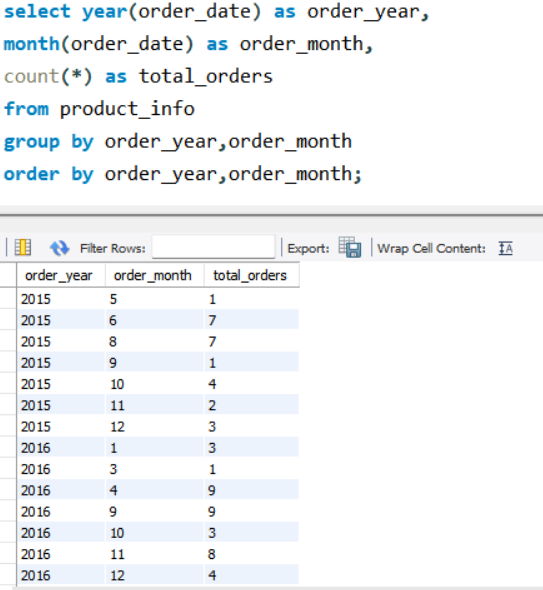 select year(order_date) as order_year,
month(order_date) as order_month,
count(*) as total_orders
from product_info
group by order_year,order_month
order by order_year,order_month;
Filter Rows: Export: Wrap Cell Content: IA
order_year order_month total_orders
2015 5 1
2015 6 7
2015 8 7
2015 9 1
2015 10 4
2015 11 2
2015 12 3
2016 1 3
2016 3 1
2016 4 9
2016 9 9
2016 10 3
2016 11 8
2016 12 4